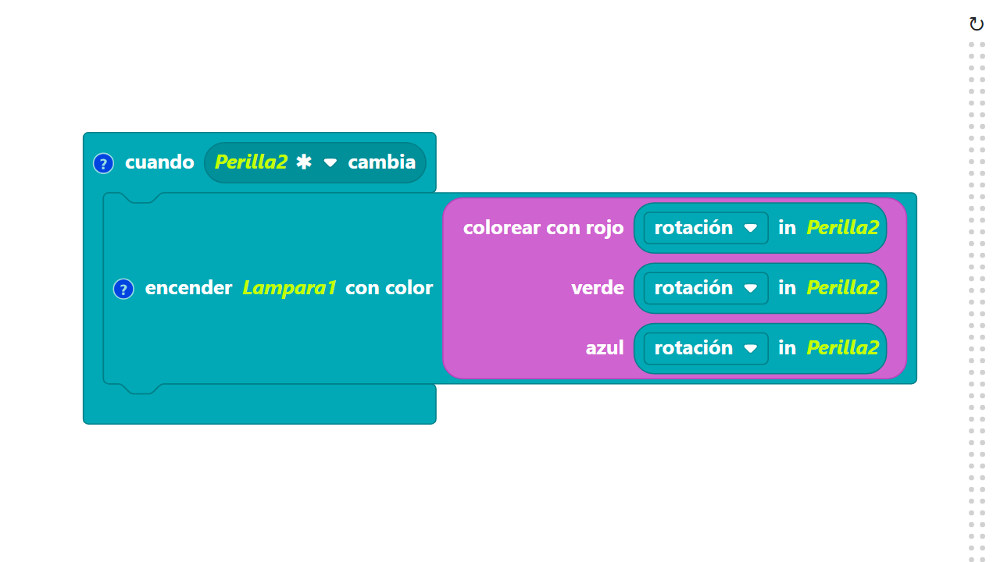 ↻
? cuando Perilla2 ✱ cambia
colorear con rojo rotación in Perilla2
? encender Lampara1 con color verde rotación in Perilla2
azul rotación in Perilla2